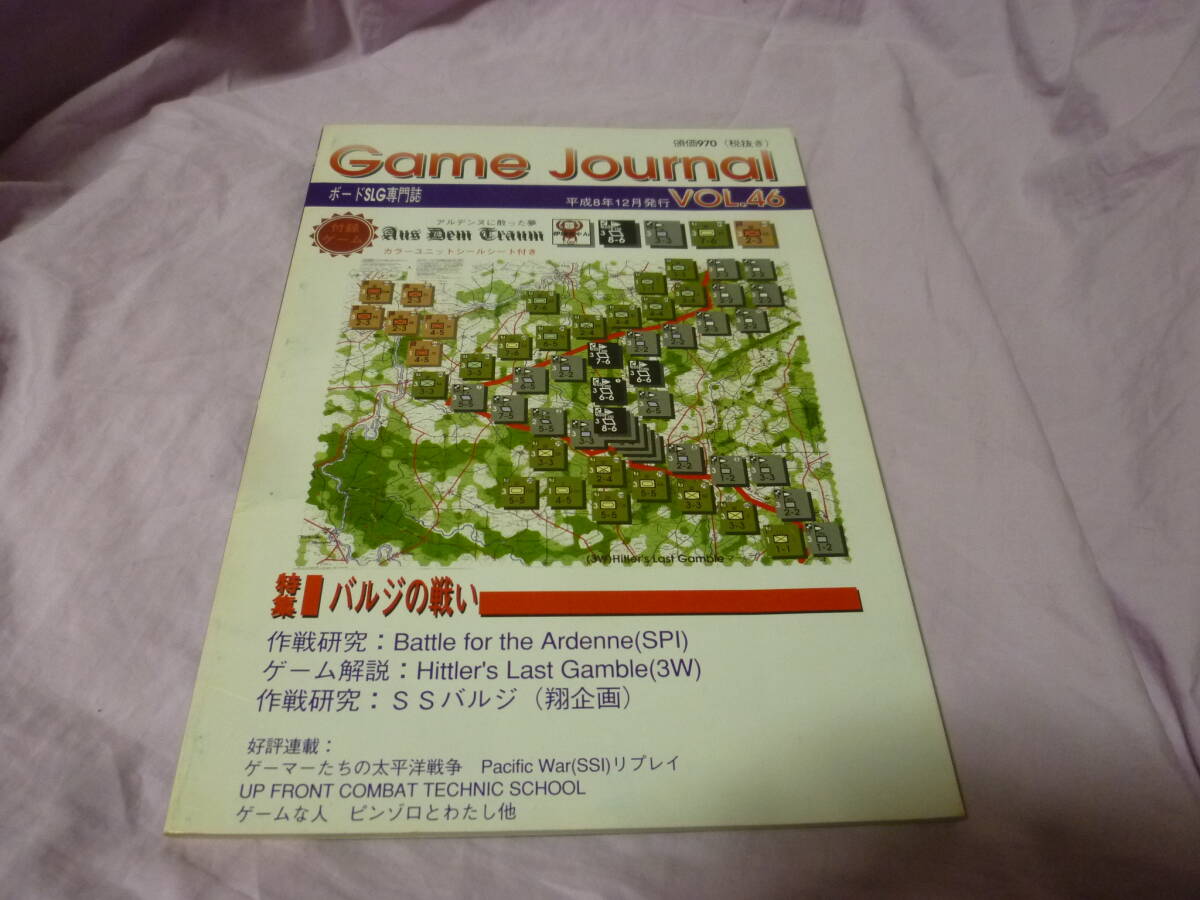 頒価970（税抜き）
Game Journal
ボードSLG専門誌
平成8年12月発行 VOL.46
付録ゲーム
アルデンヌに散った夢
Aus Dem Traum
カラーユニットシールシート付き
(3W)Hitler's Last Gamble
特集 バルジの戦い
作戦研究：Battle for the Ardenne(SPI)
ゲーム解説：Hittler's Last Gamble(3W)
作戦研究：ＳＳバルジ（翔企画）
好評連載：
ゲーマーたちの太平洋戦争　Pacific War(SSI)リプレイ
UP FRONT COMBAT TECHNIC SCHOOL
ゲームな人　ピンゾロとわたし他